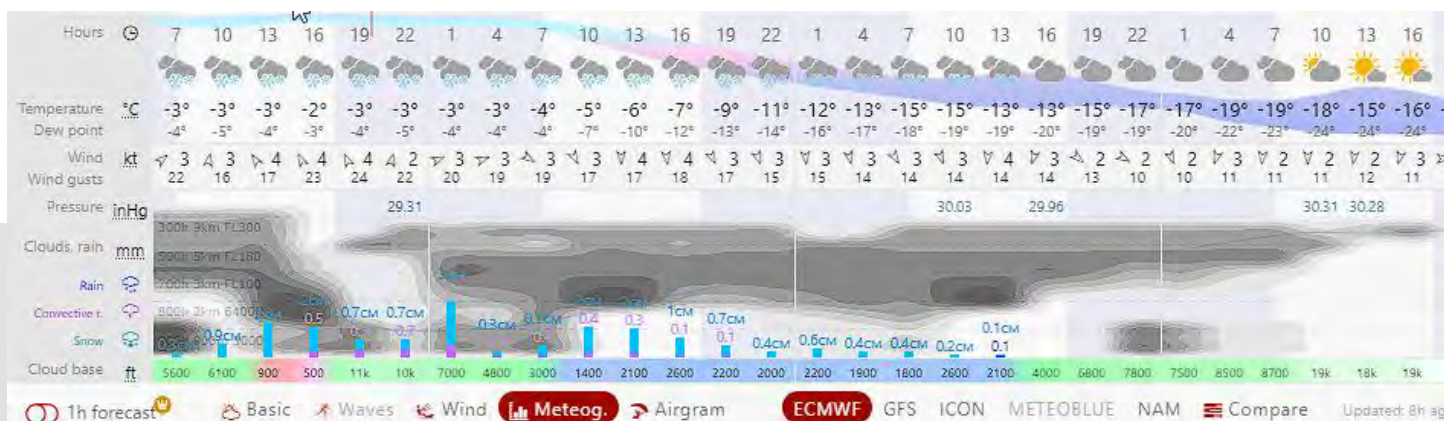 Hours 7 10 13 16 19 22 1 4 7 10 13 16 19 22 1 4 7 10 13 16 19 22 1 4 7 10 13 16
Temperature °C -3° -3° -3° -2° -3° -3° -3° -3° -4° -5° -6° -7° -9° -11° -12° -13° -15° -15° -13° -13° -15° -17° -17° -19° -19° -18° -15° -16°
Dew point -4° -5° -4° -3° -4° -5° -4° -4° -4° -7° -10° -12° -13° -14° -16° -17° -18° -19° -19° -20° -19° -19° -20° -22° -23° -24° -24° -24°
Wind kt 3 3 4 4 4 2 3 3 3 3 4 4 3 3 3 3 3 3 4 3 2 2 2 3 3 2 2 3
Wind gusts 22 16 17 23 24 22 20 19 19 17 17 18 17 15 15 14 14 14 14 14 13 10 10 11 11 11 12 11
Pressure inHg 29.31 30.03 29.96 30.31 30.28
300h 9km FL300
Clouds, rain mm
500h 5km FL180
Rain 700h 3km FL100
Convective r. 800h 2km 6400
0.5 0.7см 0.7см 0.4 0.3 1см 0.7см 0.1см
Snow 0.9см 0.3см 0.1 0.1 0.4см 0.6см 0.4см 0.4см 0.2см 0.1
Cloud base ft 5600 6100 900 500 11k 10k 7000 4800 3000 1400 2100 2600 2200 2000 2200 1900 1800 2600 2100 4000 6800 7800 7500 8500 8700 19k 18k 19k
1h forecast Basic Waves Wind Meteog. Airgram ECMWF GFS ICON METEOBLUE NAM Compare Updated: 8h